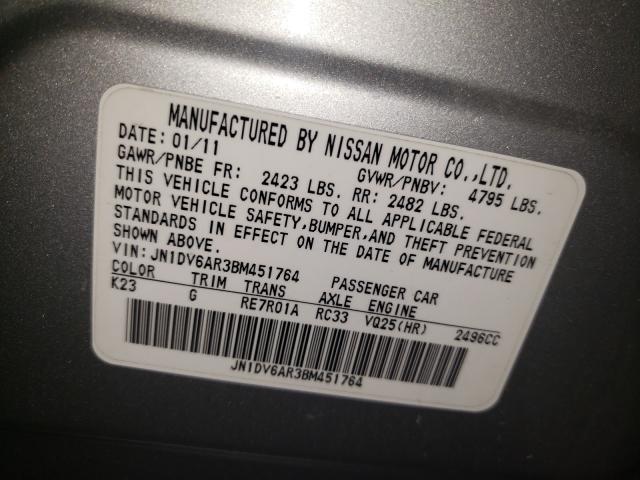 MANUFACTURED BY NISSAN MOTOR CO.,LTD.
DATE: 01/11 GVWR/PNBV: 4795 LBS.
GAWR/PNBE FR: 2423 LBS. RR: 2482 LBS.
THIS VEHICLE CONFORMS TO ALL APPLICABLE FEDERAL
MOTOR VEHICLE SAFETY,BUMPER,AND THEFT PREVENTION
STANDARDS IN EFFECT ON THE DATE OF MANUFACTURE
SHOWN ABOVE.
VIN: JN1DV6AR3BM451764 PASSENGER CAR
COLOR TRIM TRANS AXLE ENGINE
K23 G RE7R01A RC33 VQ25(HR) 2496CC
JN1DV6AR3BM451764